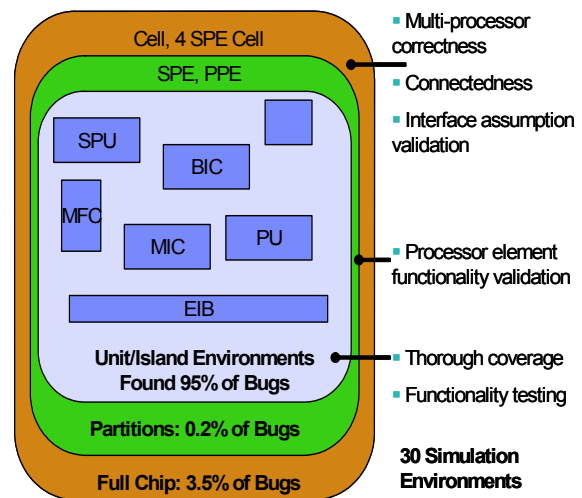 Cell, 4 SPE Cell
SPE, PPE
SPU
BIC
MFC
MIC
PU
EIB
Unit/Island Environments
Found 95% of Bugs
Partitions: 0.2% of Bugs
Full Chip: 3.5% of Bugs
▪ Multi-processor
correctness
▪ Connectedness
▪ Interface assumption
validation
▪ Processor element
functionality validation
▪ Thorough coverage
▪ Functionality testing
30 Simulation
Environments